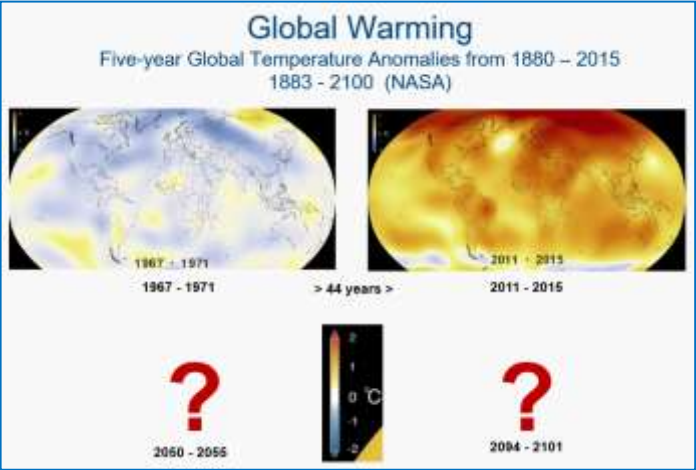 Global Warming
Five-year Global Temperature Anomalies from 1880 – 2015
1883 - 2100 (NASA)
1967 - 1971
2011 - 2015
1967 - 1971
> 44 years >
2011 - 2015
2
1
0 °C
-1
-2
?
?
2050 - 2055
2094 - 2101